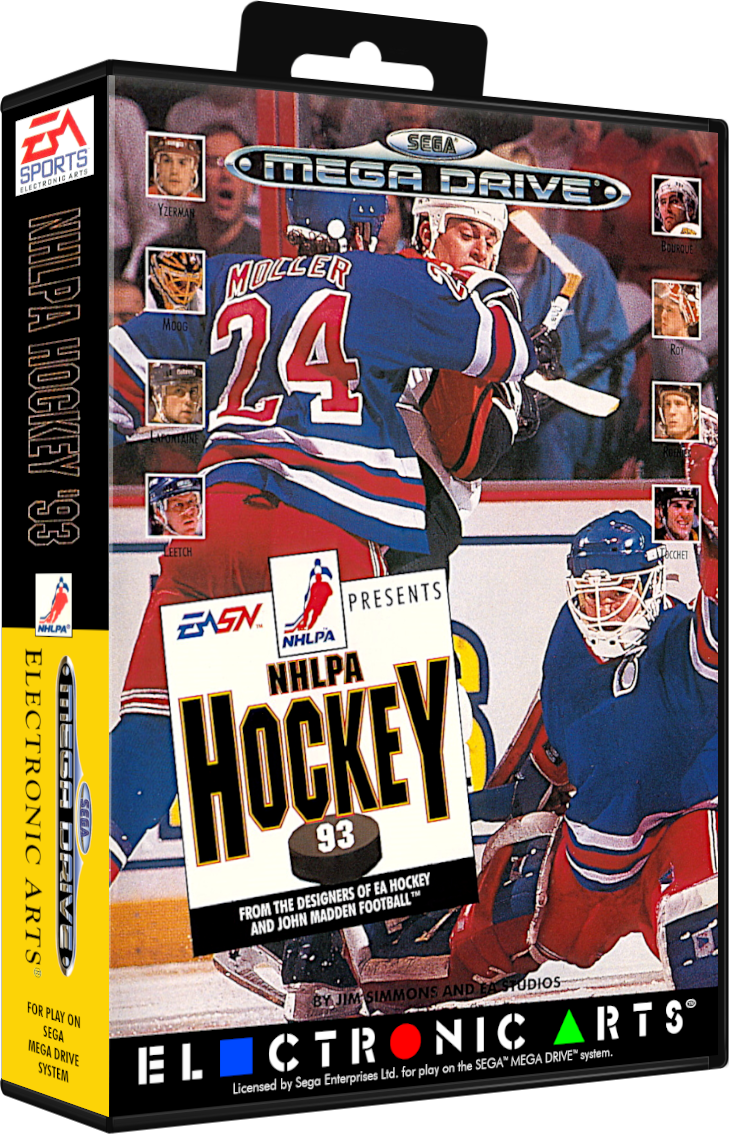 EA
SPORTS
ELECTRONIC ARTS
NHLPA HOCKEY '93
NHLPA®
ELECTRONIC ARTS®
SEGA
MEGA DRIVE
FOR PLAY ON
SEGA
MEGA DRIVE
SYSTEM
SEGA
MEGA DRIVE
YZERMAN
MOOG
LAFONTAINE
LEETCH
BOURQUE
ROY
TOCCHET
MOLLER
24
2
EASN™
NHLPA
PRESENTS
NHLPA
HOCKEY
93
FROM THE DESIGNERS OF EA HOCKEY
AND JOHN MADDEN FOOTBALL™
BY JIM SIMMONS AND EA STUDIOS
ELECTRONIC ARTS®
Licensed by Sega Enterprises Ltd. for play on the SEGA™ MEGA DRIVE™ system.